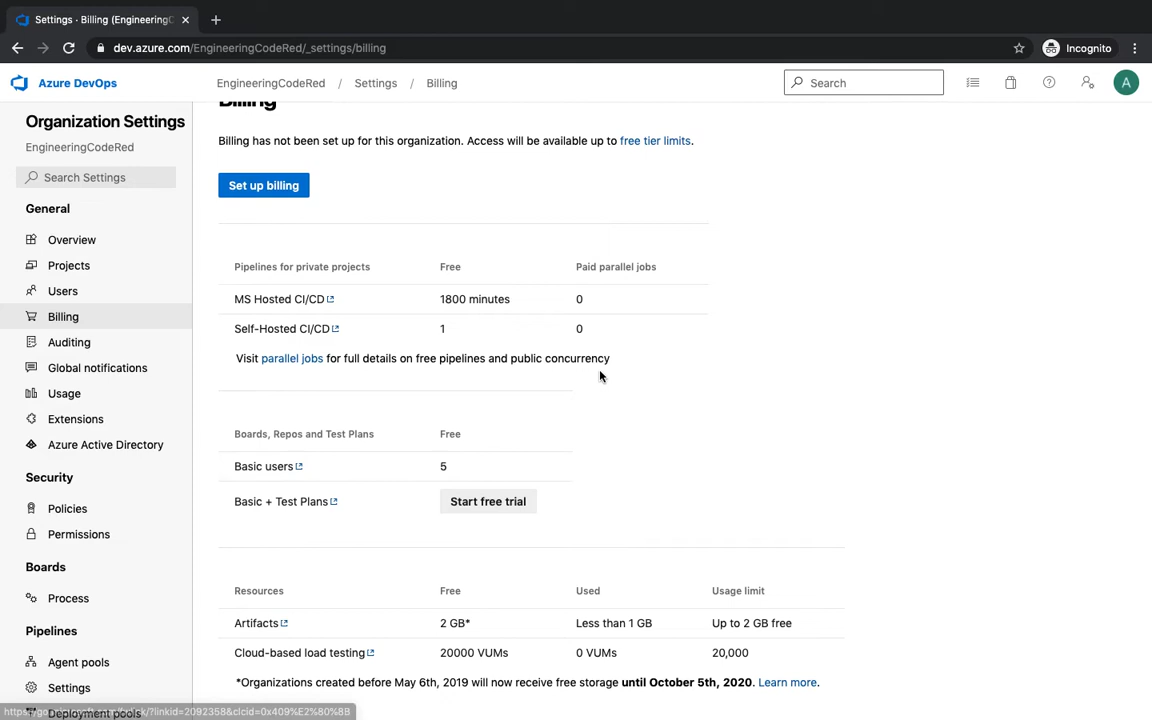 Settings · Billing (EngineeringC
dev.azure.com/EngineeringCodeRed/_settings/billing
Incognito
Azure DevOps
EngineeringCodeRed / Settings / Billing
Search
A
Organization Settings
EngineeringCodeRed
Search Settings
General
Overview
Projects
Users
Billing
Auditing
Global notifications
Usage
Extensions
Azure Active Directory
Security
Policies
Permissions
Boards
Process
Pipelines
Agent pools
Settings
Deployment pools
Billing
Billing has not been set up for this organization. Access will be available up to free tier limits.
Set up billing
Pipelines for private projects Free Paid parallel jobs
MS Hosted CI/CD 1800 minutes 0
Self-Hosted CI/CD 1 0
Visit parallel jobs for full details on free pipelines and public concurrency
Boards, Repos and Test Plans Free
Basic users 5
Basic + Test Plans Start free trial
Resources Free Used Usage limit
Artifacts 2 GB* Less than 1 GB Up to 2 GB free
Cloud-based load testing 20000 VUMs 0 VUMs 20,000
*Organizations created before May 6th, 2019 will now receive free storage until October 5th, 2020. Learn more.